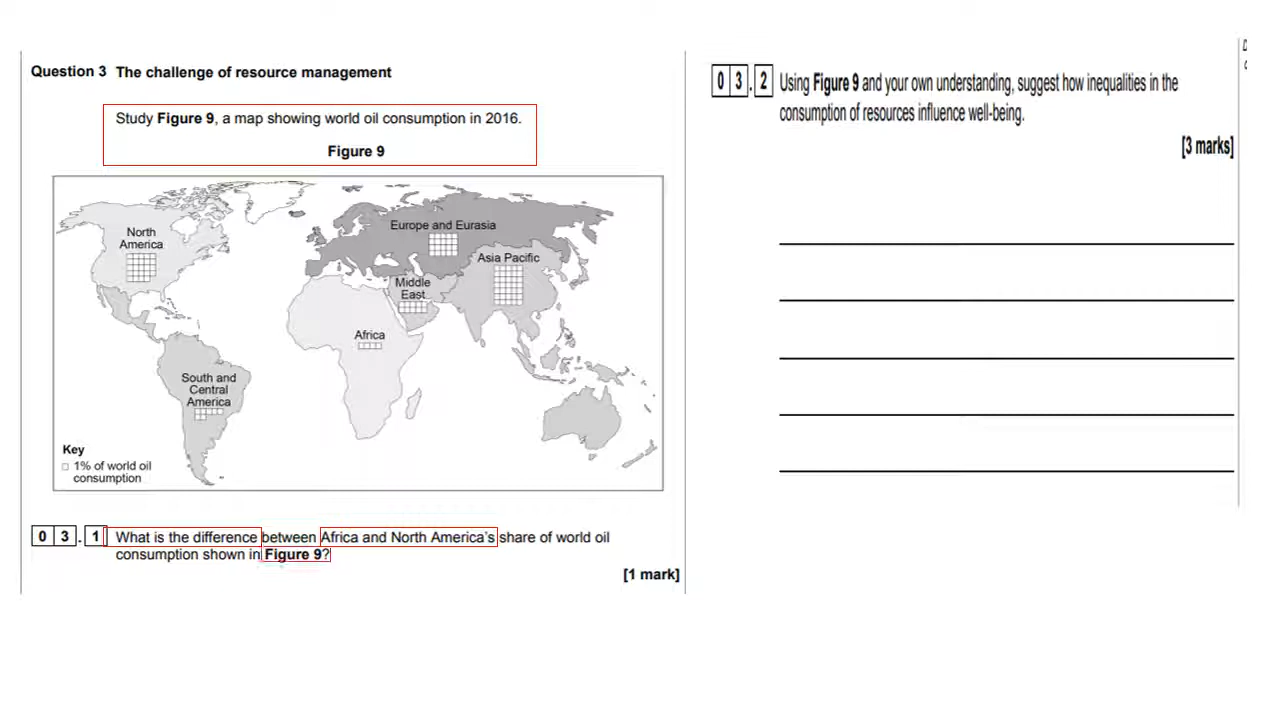 Question 3 The challenge of resource management
Study Figure 9, a map showing world oil consumption in 2016.
Figure 9
North
America
Europe and Eurasia
Asia Pacific
Middle
East
Africa
South and
Central
America
Key
1% of world oil
consumption
0 3 . 1 What is the difference between Africa and North America's share of world oil
consumption shown in Figure 9?
[1 mark]
0 3 . 2 Using Figure 9 and your own understanding, suggest how inequalities in the
consumption of resources influence well-being.
[3 marks]